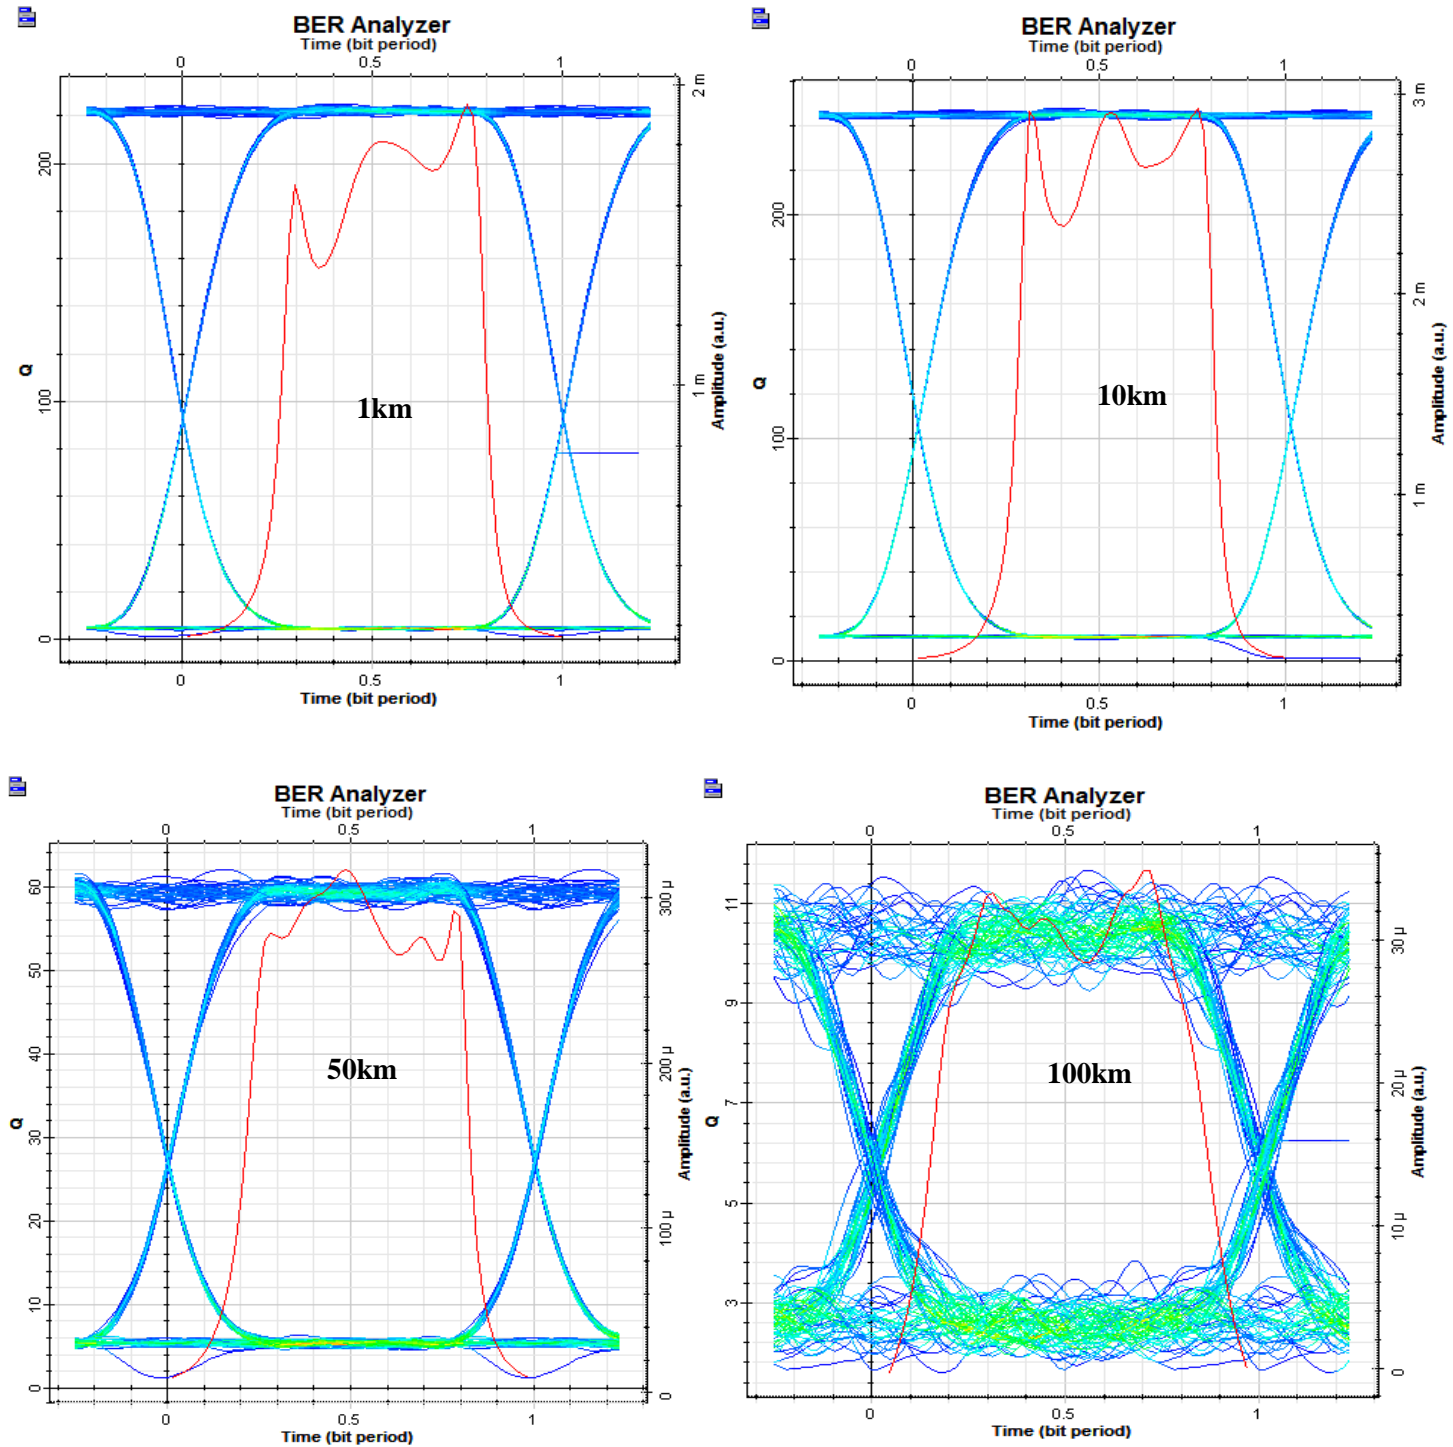 BER Analyzer
Time (bit period)
0 0.5 1
2 m
1 m
Amplitude (a.u.)
200
100
0
Q
1km
0 0.5 1
Time (bit period)
BER Analyzer
Time (bit period)
0 0.5 1
3 m
2 m
1 m
Amplitude (a.u.)
200
100
0
Q
10km
0 0.5 1
Time (bit period)
BER Analyzer
Time (bit period)
0 0.5 1
300 µ
200 µ
100 µ
0
Amplitude (a.u.)
60
50
40
30
20
10
0
Q
50km
0 0.5 1
Time (bit period)
BER Analyzer
Time (bit period)
0 0.5 1
30 µ
20 µ
10 µ
0
Amplitude (a.u.)
11
9
7
5
3
Q
100km
0 0.5 1
Time (bit period)